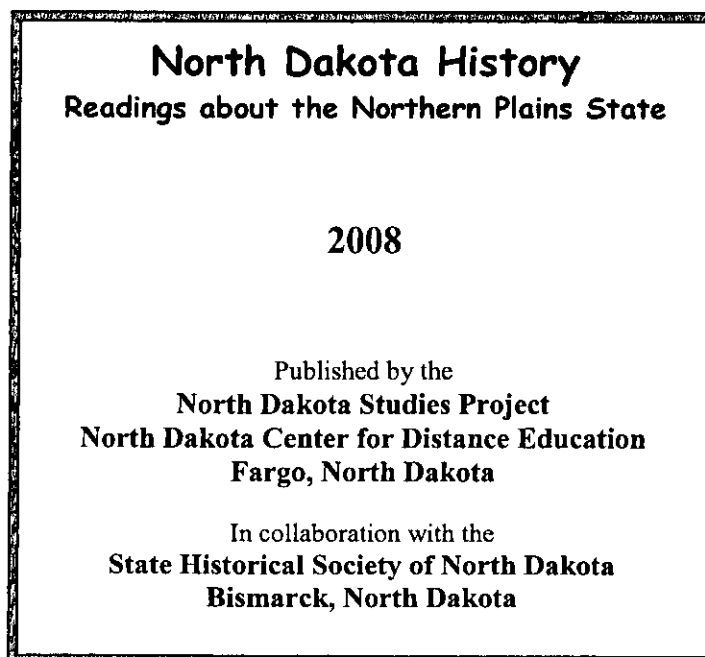 North Dakota History
Readings about the Northern Plains State
2008
Published by the
North Dakota Studies Project
North Dakota Center for Distance Education
Fargo, North Dakota
In collaboration with the
State Historical Society of North Dakota
Bismarck, North Dakota